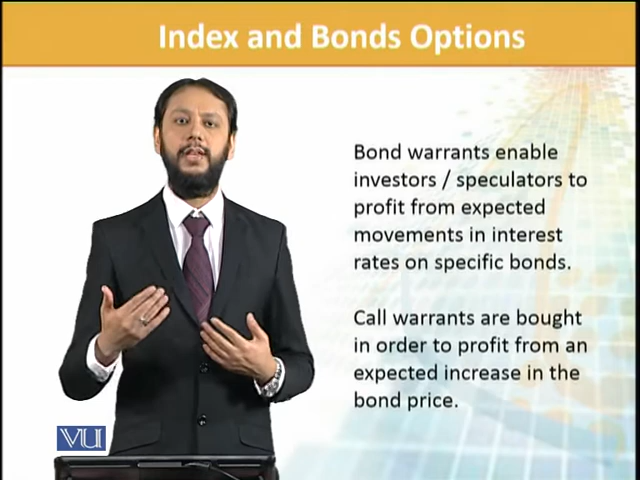 Index and Bonds Options
Bond warrants enable
investors / speculators to
profit from expected
movements in interest
rates on specific bonds.
Call warrants are bought
in order to profit from an
expected increase in the
bond price.
VU